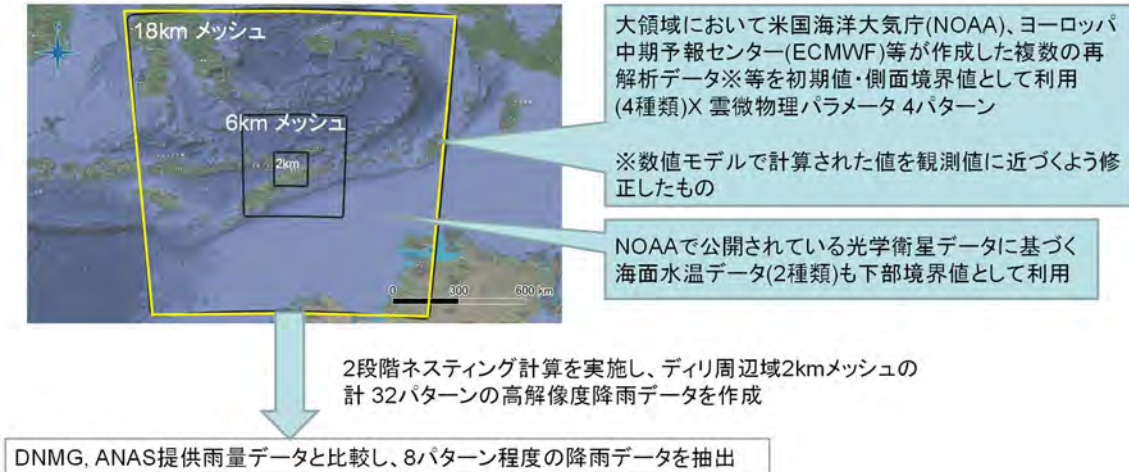 18km メッシュ
6km メッシュ
2km
0 300 600 km
大領域において米国海洋大気庁(NOAA)、ヨーロッパ
中期予報センター(ECMWF)等が作成した複数の再
解析データ※等を初期値・側面境界値として利用
(4種類)X 雲微物理パラメータ 4パターン
※数値モデルで計算された値を観測値に近づくよう修
正したもの
NOAAで公開されている光学衛星データに基づく
海面水温データ(2種類)も下部境界値として利用
2段階ネスティング計算を実施し、ディリ周辺域2kmメッシュの
計 32パターンの高解像度降雨データを作成
DNMG, ANAS提供雨量データと比較し、8パターン程度の降雨データを抽出